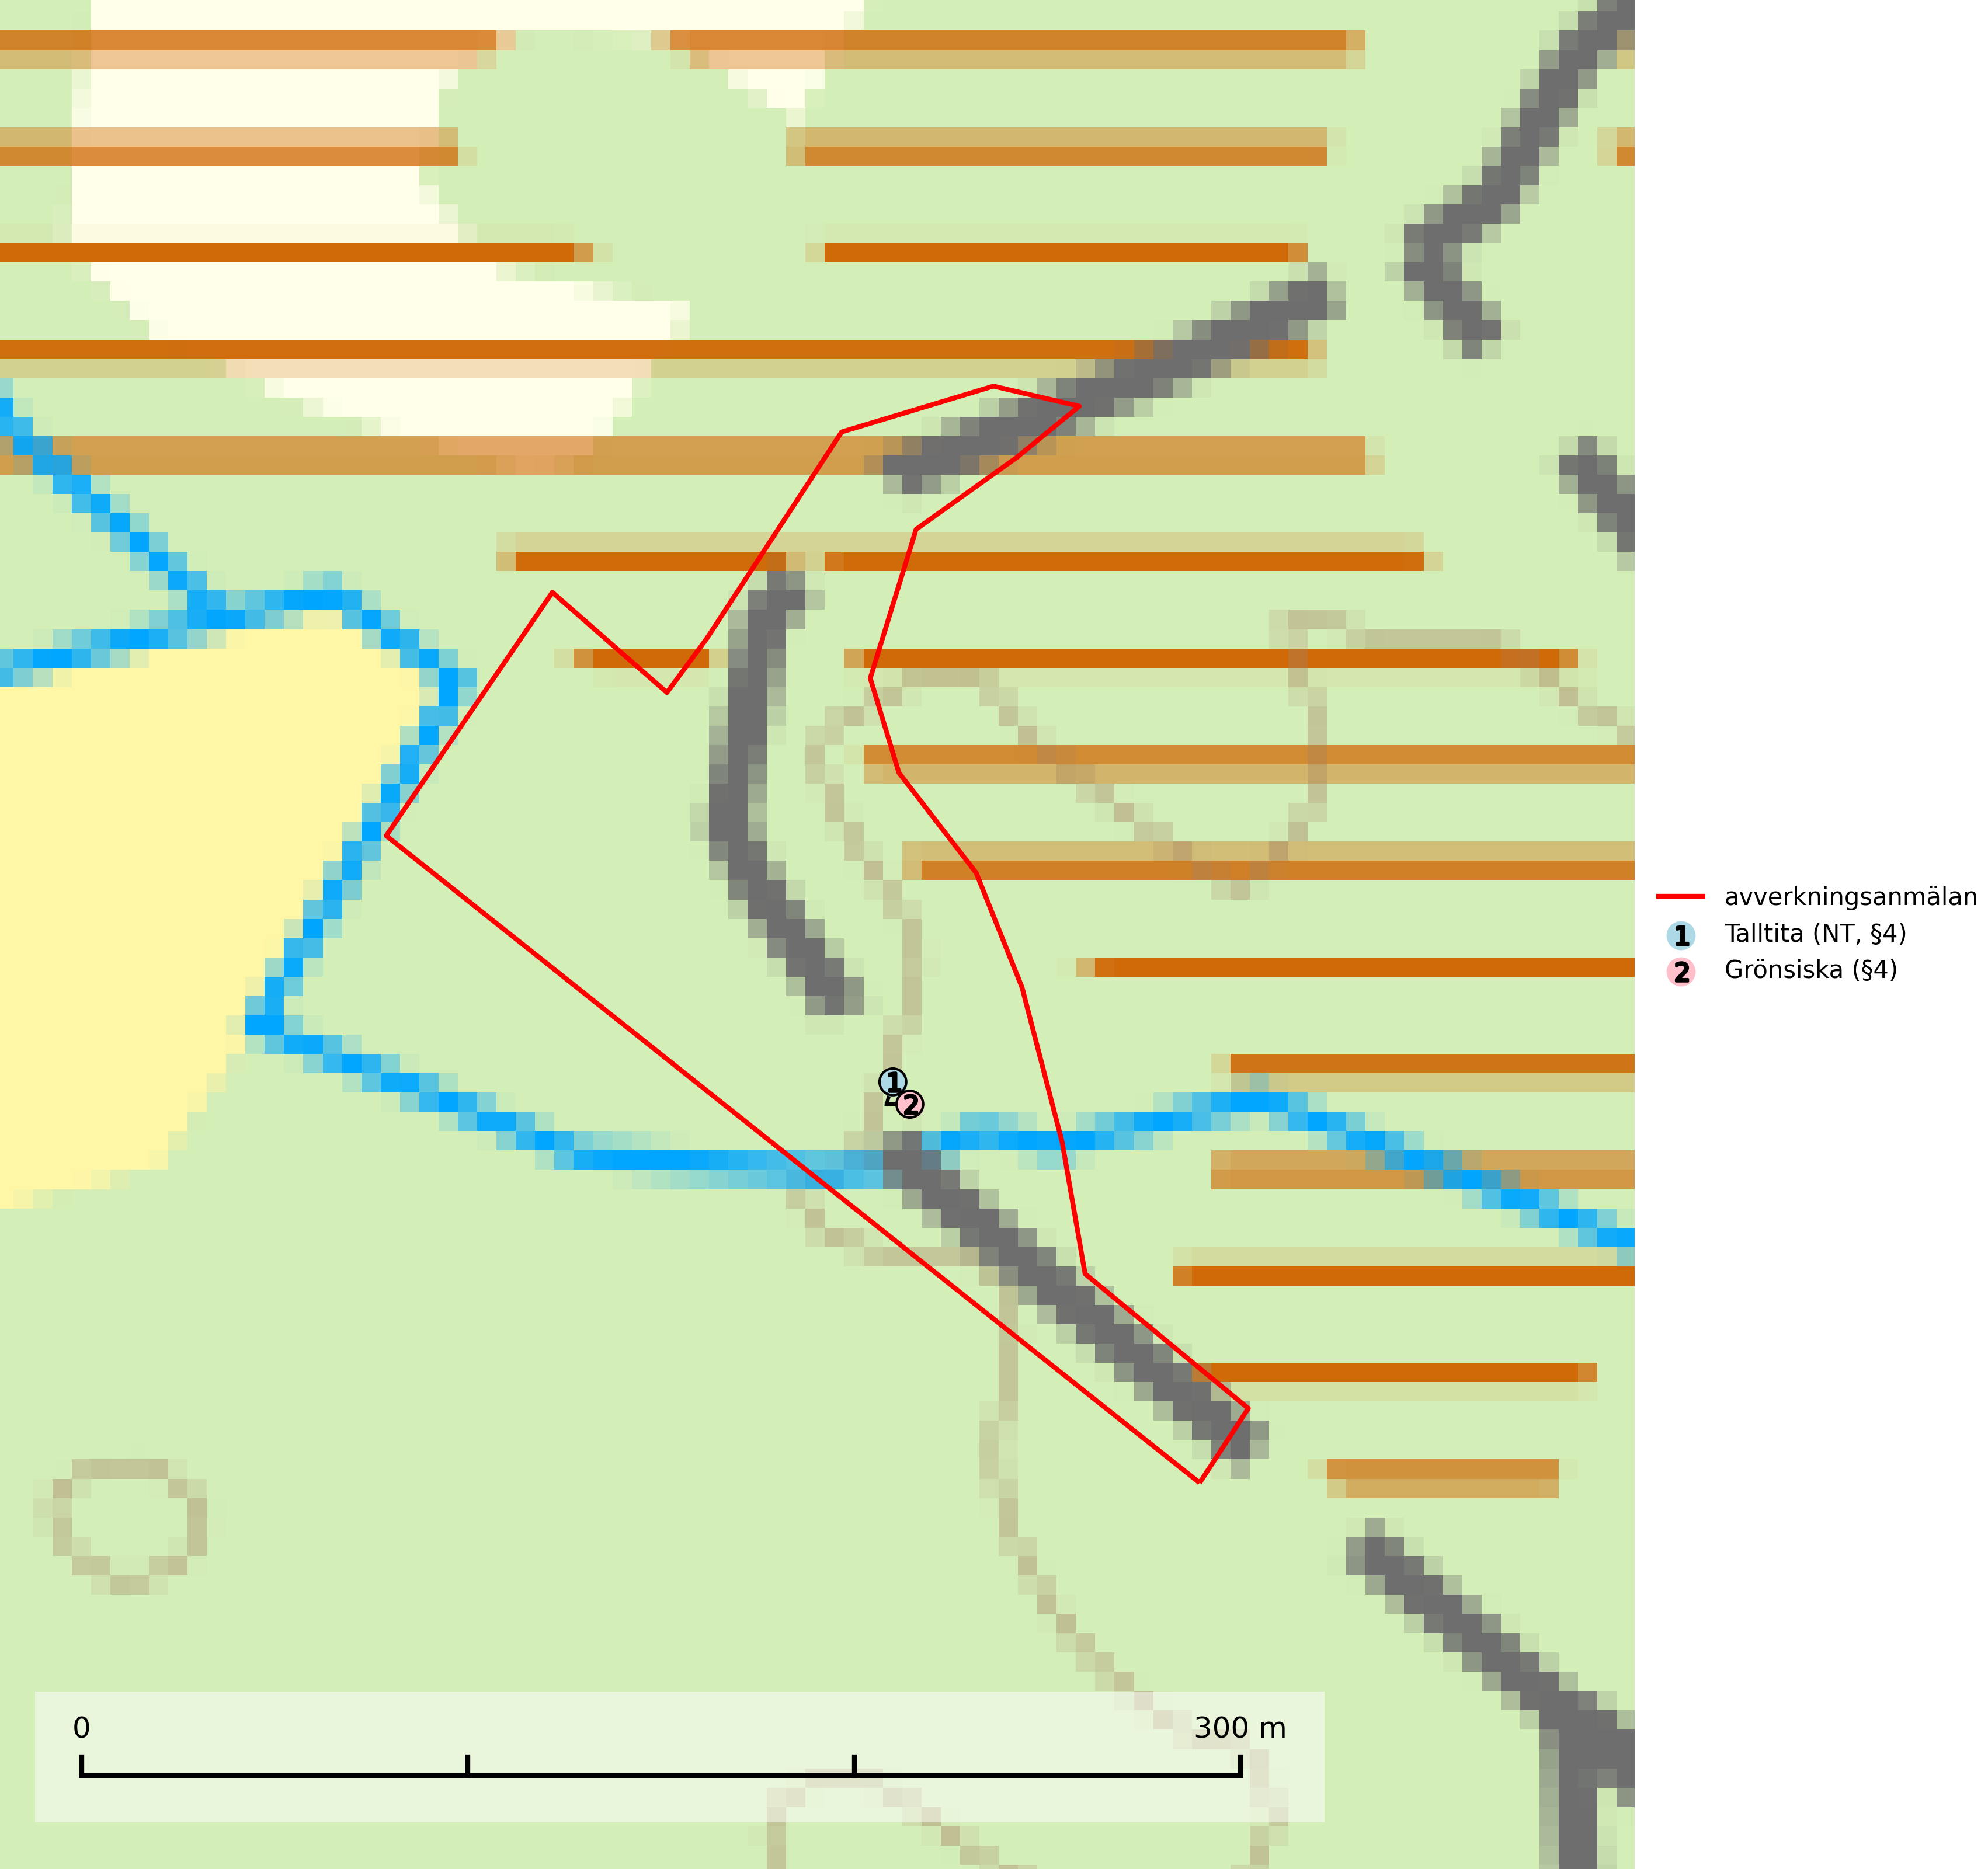 avverkningsanmälan
1 Talltita (NT, §4)
2 Grönsiska (§4)
1
2
0 300 m